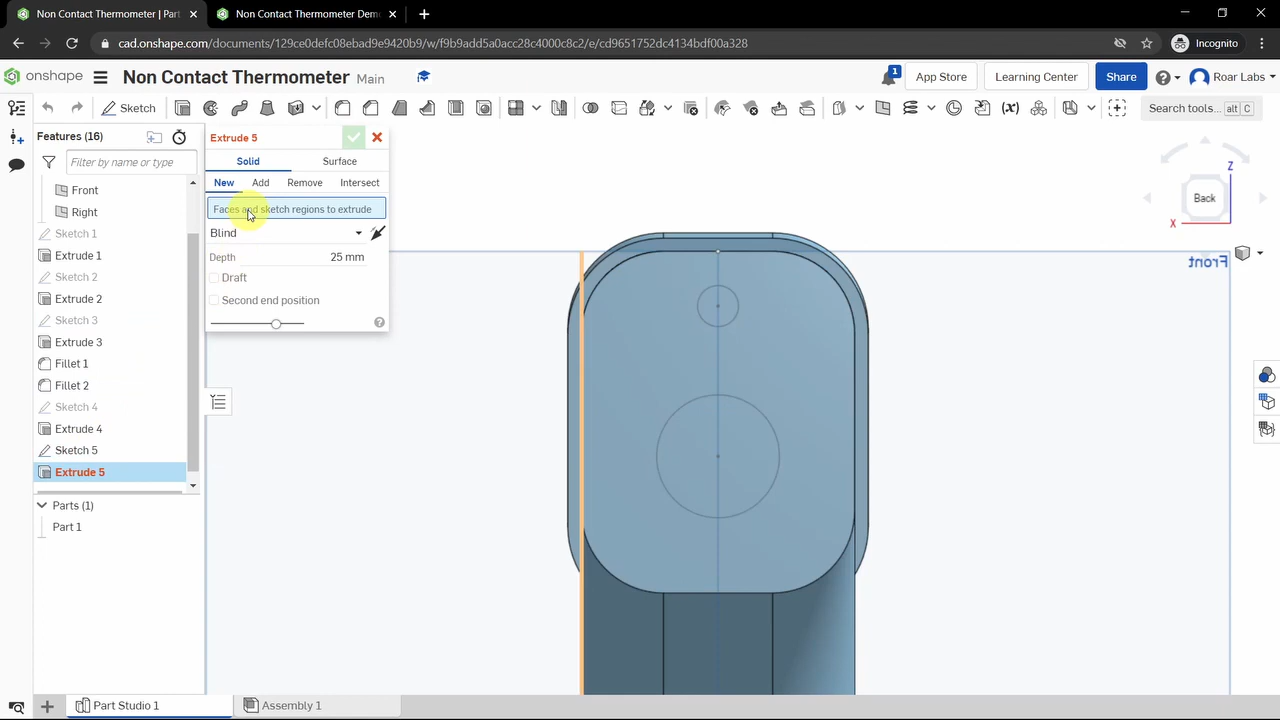 Non Contact Thermometer | Part
Non Contact Thermometer Demo
cad.onshape.com/documents/129ce0defc08ebad9e9420b9/w/f9b9add5a0acc28c4000c8c2/e/cd9651752dc4134bdf00a328
Incognito
onshape
Non Contact Thermometer Main
1
App Store
Learning Center
Share
Roar Labs
Sketch
Search tools... alt C
Features (16)
Filter by name or type
Front
Right
Sketch 1
Extrude 1
Sketch 2
Extrude 2
Sketch 3
Extrude 3
Fillet 1
Fillet 2
Sketch 4
Extrude 4
Sketch 5
Extrude 5
Parts (1)
Part 1
Extrude 5
Solid Surface
New Add Remove Intersect
Faces and sketch regions to extrude
Blind
Depth 25 mm
Draft
Second end position
Z
Back
X
Front
Part Studio 1
Assembly 1